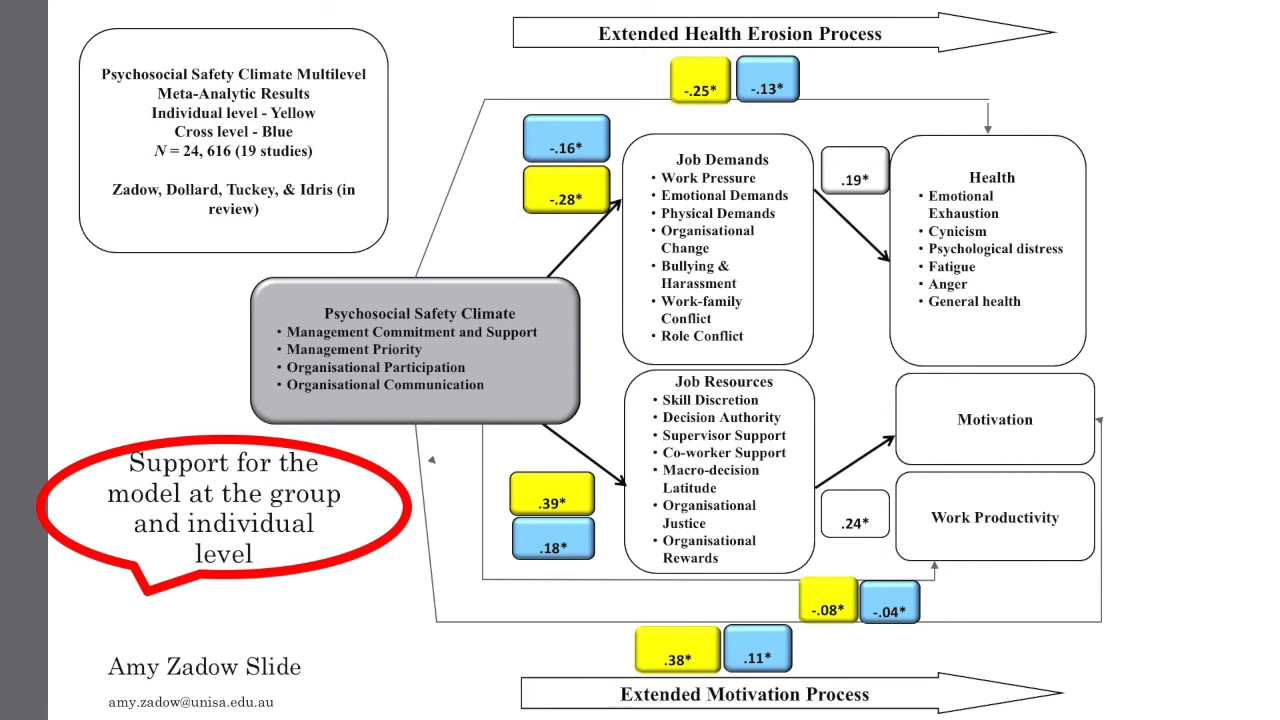 Extended Health Erosion Process
Psychosocial Safety Climate Multilevel
Meta-Analytic Results
Individual level - Yellow
Cross level - Blue
N = 24, 616 (19 studies)
Zadow, Dollard, Tuckey, & Idris (in
review)
-.25*
-.13*
-.16*
-.28*
Job Demands
• Work Pressure
• Emotional Demands
• Physical Demands
• Organisational
Change
• Bullying &
Harassment
• Work-family
Conflict
• Role Conflict
.19*
Health
• Emotional
Exhaustion
• Cynicism
• Psychological distress
• Fatigue
• Anger
• General health
Psychosocial Safety Climate
• Management Commitment and Support
• Management Priority
• Organisational Participation
• Organisational Communication
Job Resources
• Skill Discretion
• Decision Authority
• Supervisor Support
• Co-worker Support
• Macro-decision
Latitude
• Organisational
Justice
• Organisational
Rewards
Motivation
Support for the
model at the group
and individual
level
.39*
.18*
.24*
Work Productivity
-.08*
-.04*
.38*
.11*
Amy Zadow Slide
amy.zadow@unisa.edu.au
Extended Motivation Process